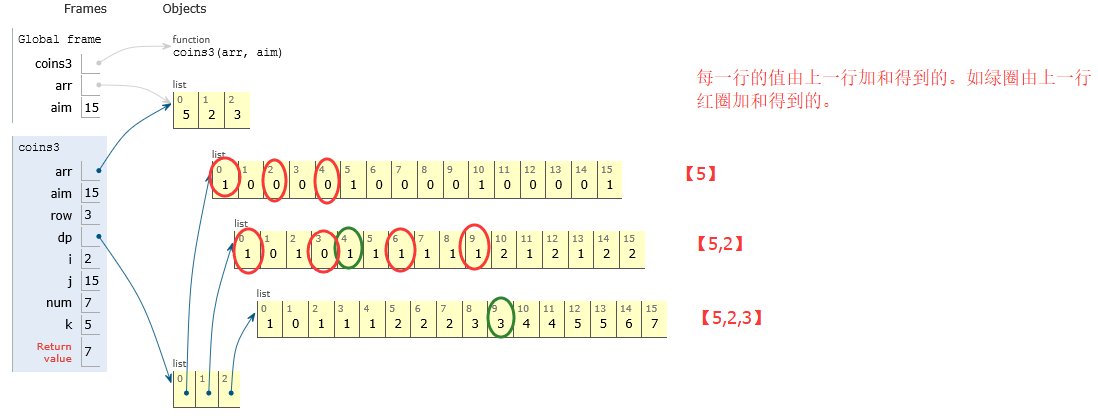 Frames Objects
Global frame
function
coins3(arr, aim)
coins3
arr
aim 15
list
0 1 2
5 2 3
每一行的值由上一行加和得到的。如绿圈由上一行
红圈加和得到的。
coins3
arr
aim 15
row 3
dp
i 2
j 15
num 7
k 5
Return
value 7
list
0 1 2 3 4 5 6 7 8 9 10 11 12 13 14 15
1 0 0 0 0 1 0 0 0 0 1 0 0 0 0 1
【5】
list
0 1 2 3 4 5 6 7 8 9 10 11 12 13 14 15
1 0 1 0 1 1 1 1 1 1 2 1 2 1 2 2
【5,2】
list
0 1 2 3 4 5 6 7 8 9 10 11 12 13 14 15
1 0 1 1 1 2 2 2 3 3 4 4 5 5 6 7
【5,2,3】
list
0 1 2